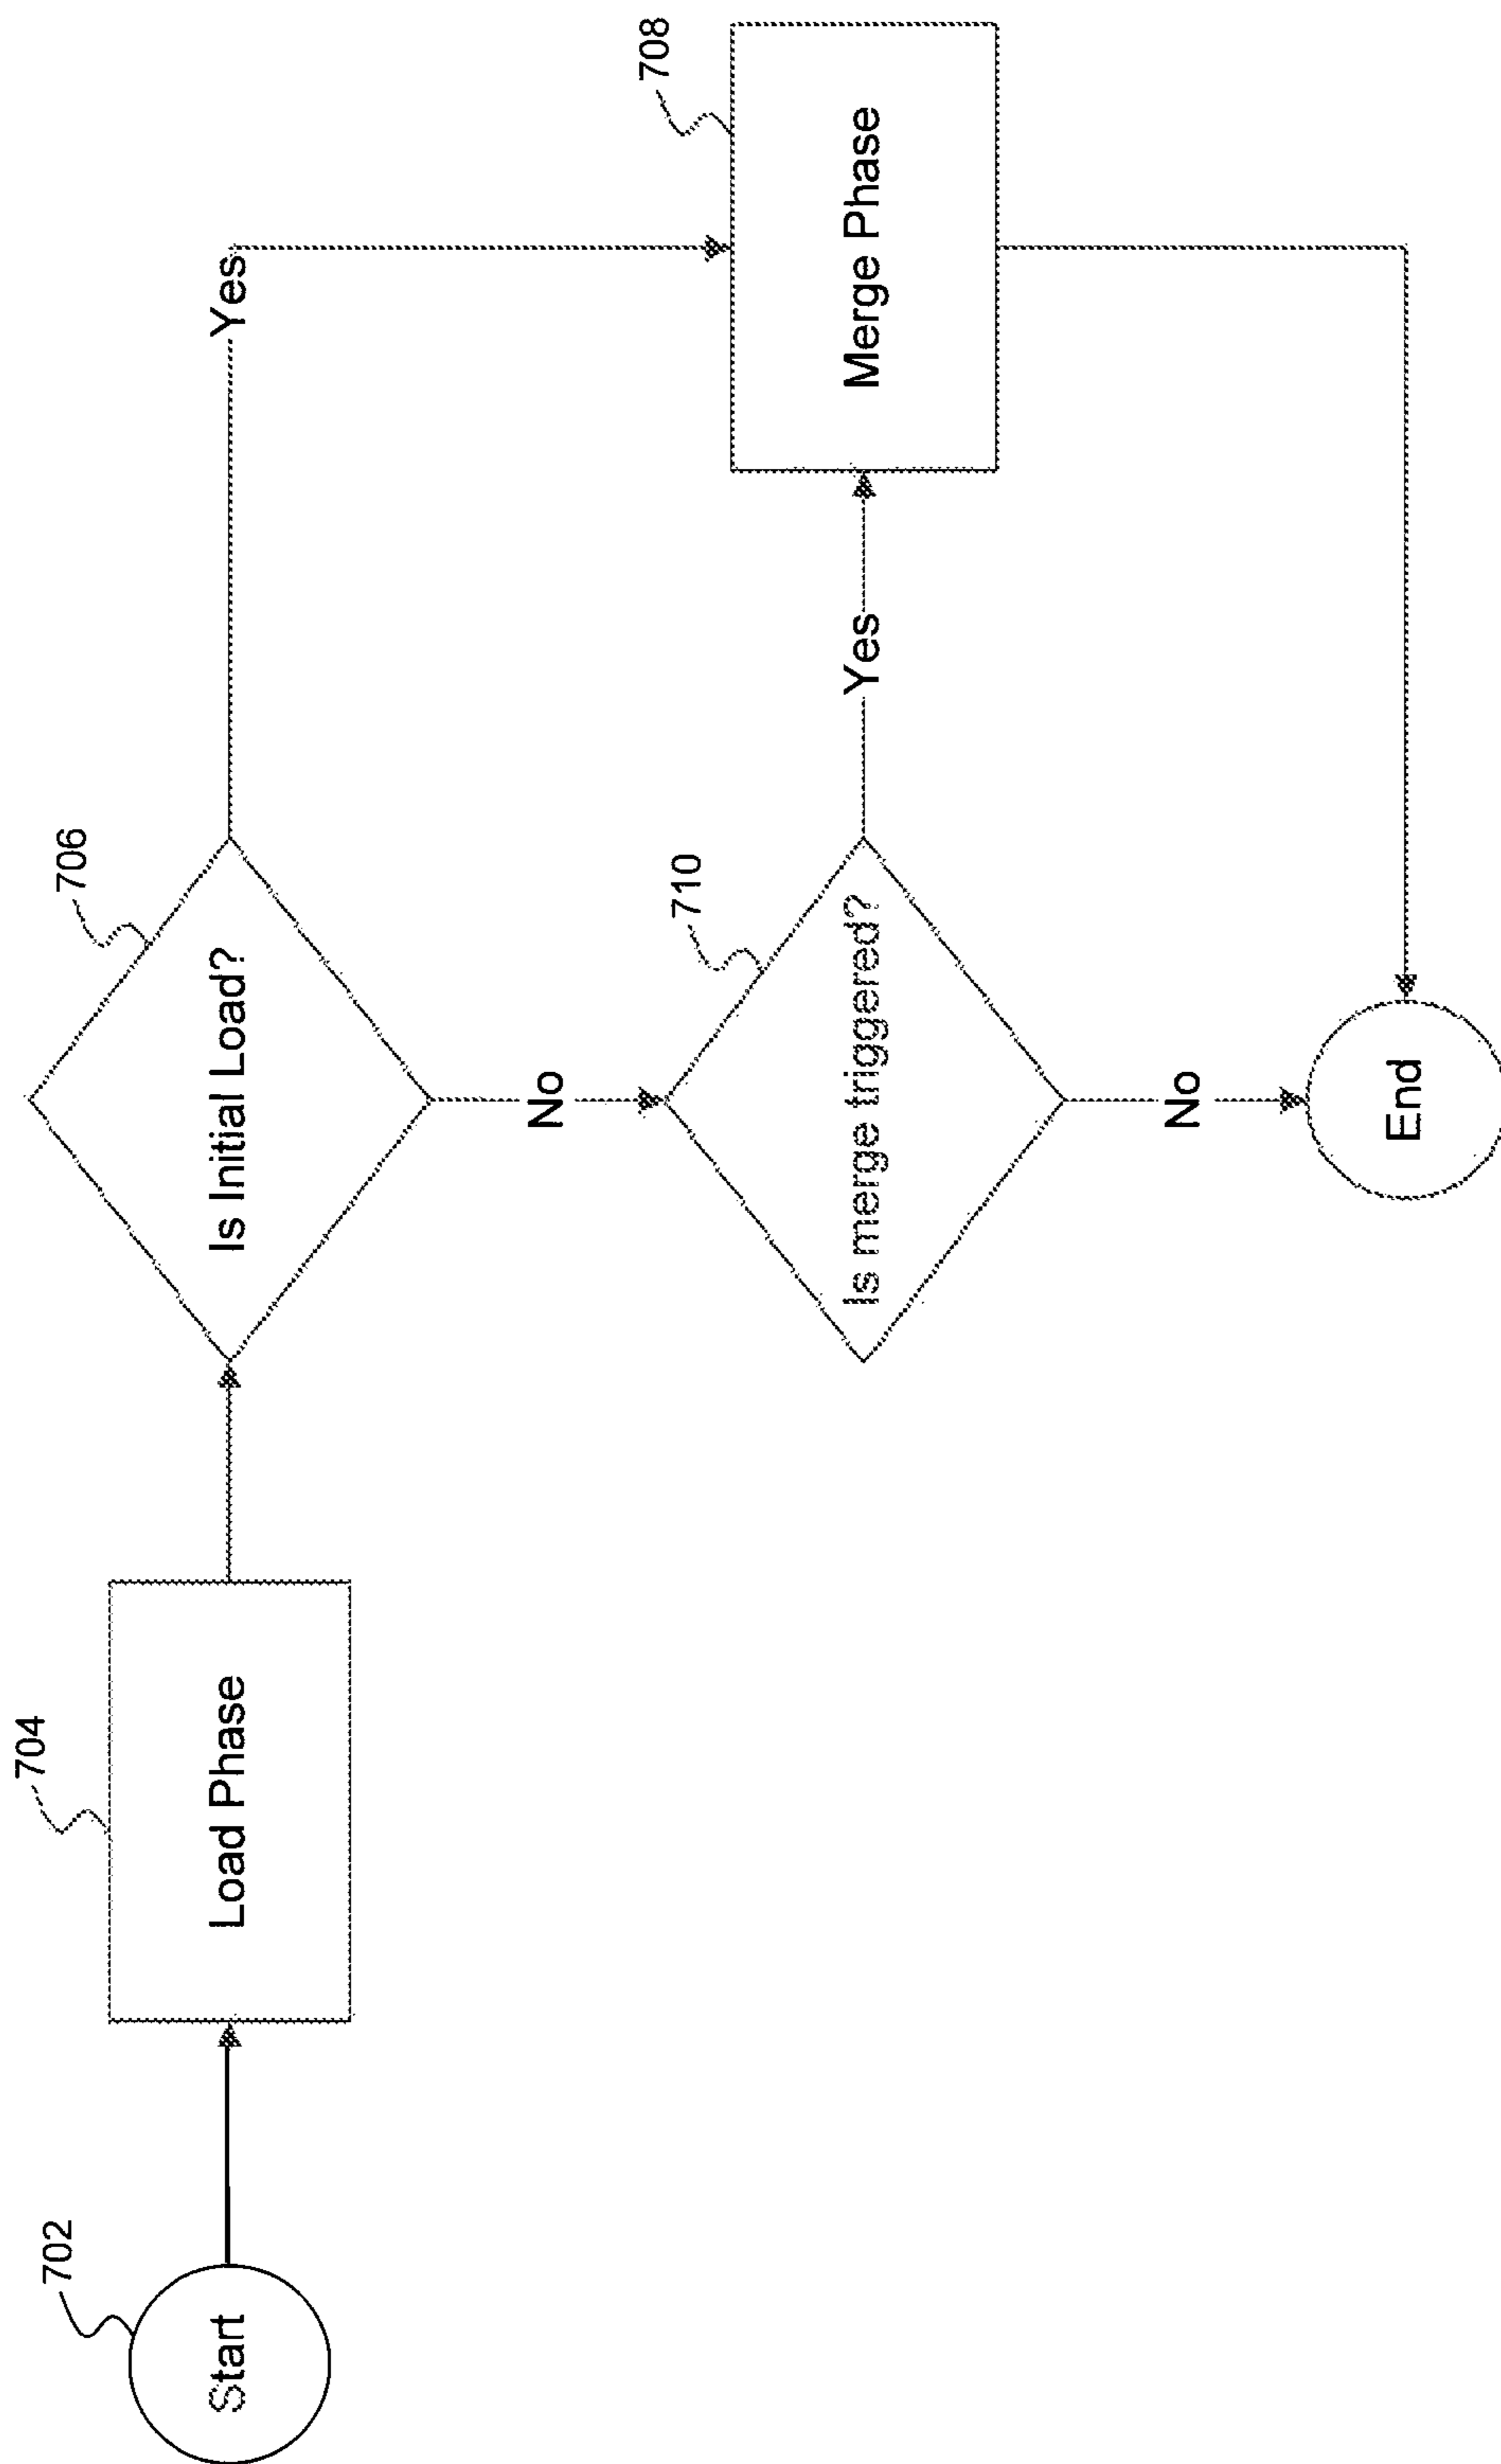 702
Start
704
Load Phase
706
Is Initial Load?
Yes
No
710
Is merge triggered?
Yes
708
Merge Phase
No
End